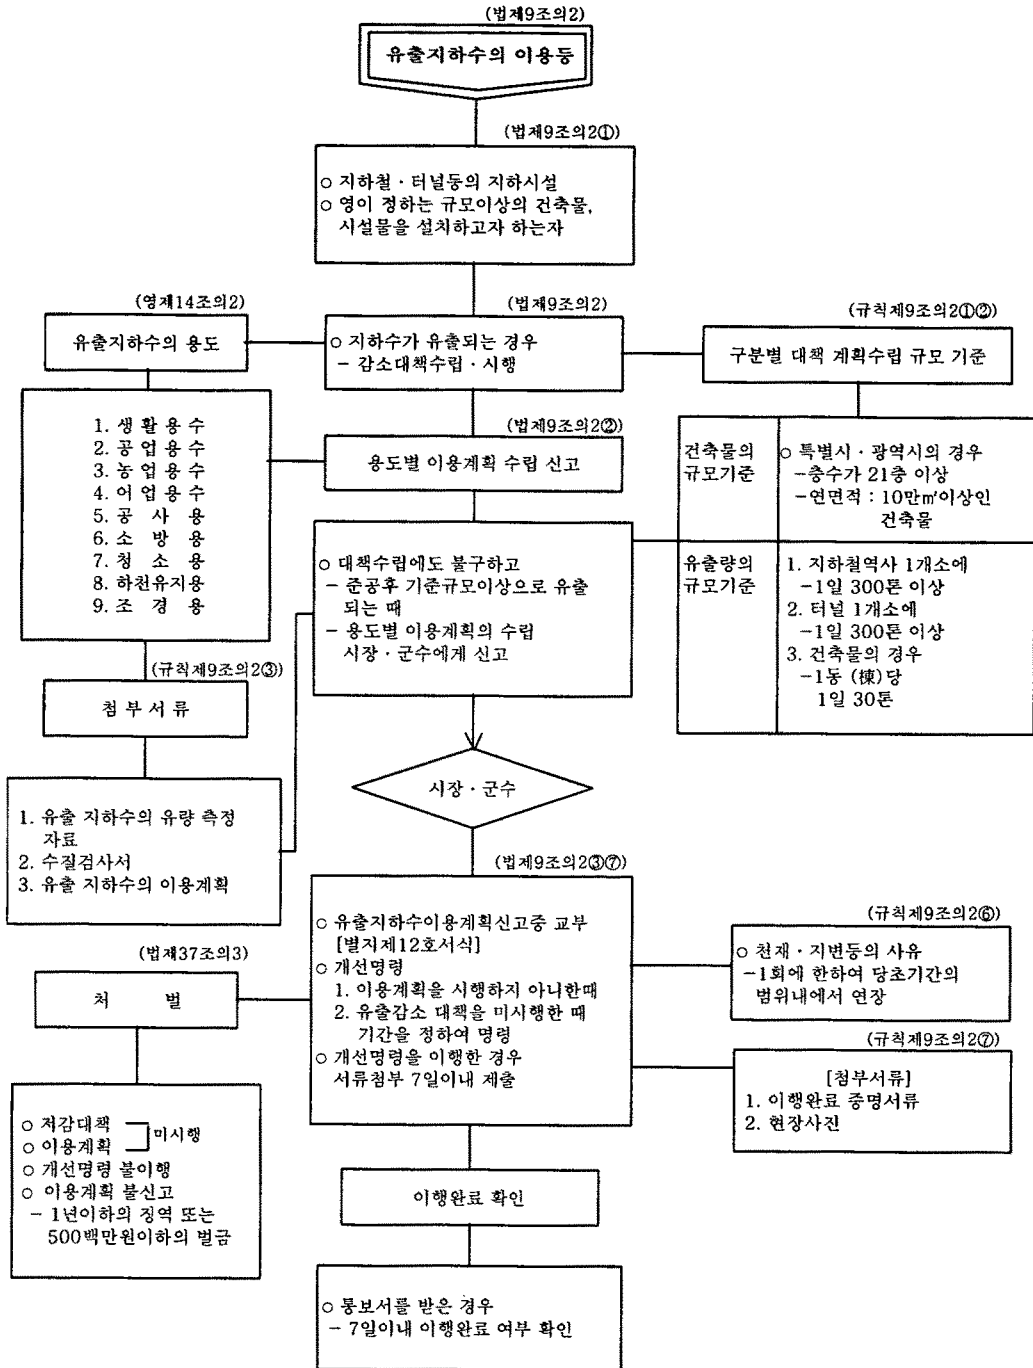 (법제9조의2)
유출지하수의 이용등
(법제9조의2①)
○ 지하철 · 터널등의 지하시설
○ 영이 정하는 규모이상의 건축물,
시설물을 설치하고자 하는자
(영제14조의2)
유출지하수의 용도
(법제9조의2)
○ 지하수가 유출되는 경우
- 감소대책수립 · 시행
(규칙제9조의2①②)
구분별 대책 계획수립 규모 기준
1. 생 활 용 수
2. 공 업 용 수
3. 농 업 용 수
4. 어 업 용 수
5. 공 사 용
6. 소 방 용
7. 청 소 용
8. 하천유지용
9. 조 경 용
(법제9조의2②)
용도별 이용계획 수립 신고
건축물의
규모기준
○ 특별시 · 광역시의 경우
-층수가 21층 이상
-연면적 : 10만㎡이상인
건축물
유출량의
규모기준
1. 지하철역사 1개소에
-1일 300톤 이상
2. 터널 1개소에
-1일 300톤 이상
3. 건축물의 경우
-1동 (棟)당
1일 30톤
○ 대책수립에도 불구하고
- 준공후 기준규모이상으로 유출
되는 때
- 용도별 이용계획의 수립
시장 · 군수에게 신고
(규칙제9조의2③)
첨 부 서 류
1. 유출 지하수의 유량 측정
자료
2. 수질검사서
3. 유출 지하수의 이용계획
시장 · 군수
(법제9조의2③⑦)
○ 유출지하수이용계획신고증 교부
[별지제12호서식]
○ 개선명령
1. 이용계획을 시행하지 아니한때
2. 유출감소 대책을 미시행한 때
기간을 정하여 명령
○ 개선명령을 이행한 경우
서류첨부 7일이내 제출
(규칙제9조의2⑥)
○ 천재 · 지변등의 사유
-1회에 한하여 당초기간의
범위내에서 연장
(규칙제9조의2⑦)
[첨부서류]
1. 이행완료 증명서류
2. 현장사진
(법제37조의3)
처 벌
○ 저감대책
○ 이용계획
미시행
○ 개선명령 불이행
○ 이용계획 불신고
- 1년이하의 징역 또는
500백만원이하의 벌금
이행완료 확인
○ 통보서를 받은 경우
- 7일이내 이행완료 여부 확인